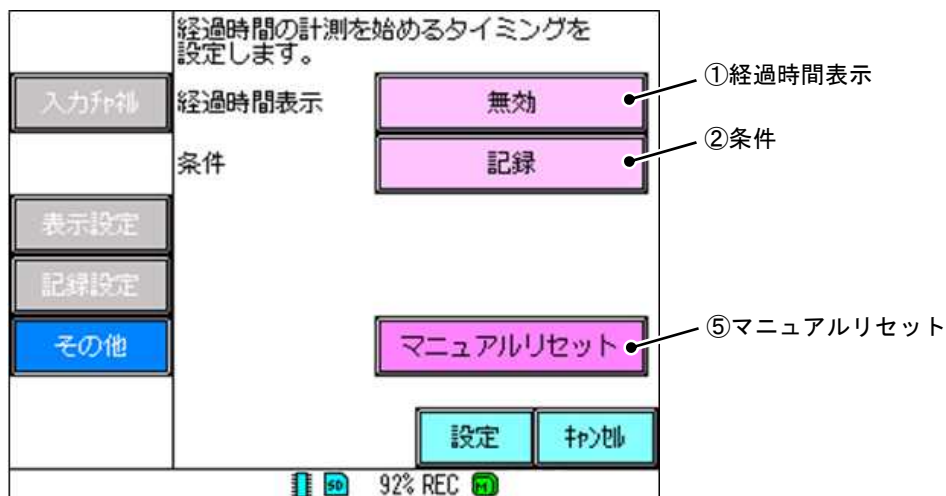 経過時間の計測を始めるタイミングを
設定します。
入力ﾁｬﾈﾙ
経過時間表示
無効
①経過時間表示
条件
記録
②条件
表示設定
記録設定
その他
マニュアルリセット
⑤マニュアルリセット
設定
ｷｬﾝｾﾙ
SD 92% REC M